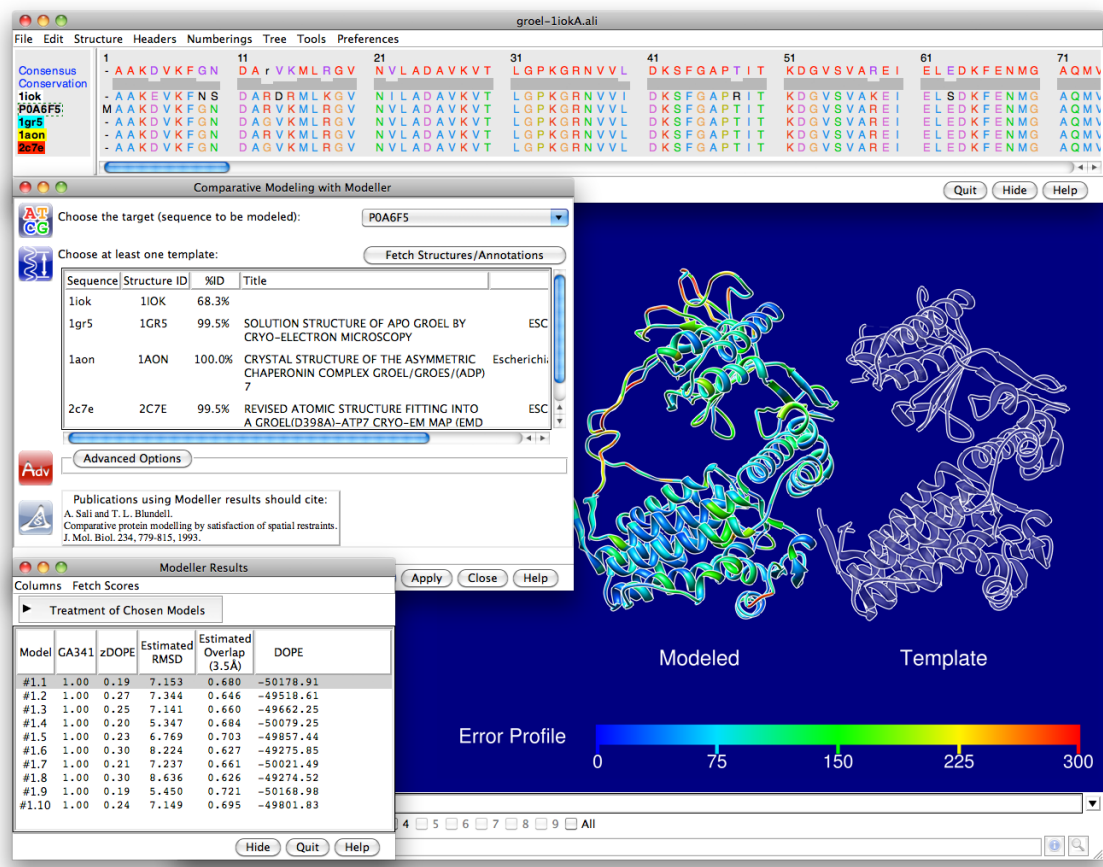 groel-1iokA.ali
File Edit Structure Headers Numberings Tree Tools Preferences
1 11 21 31 41 51 61 71
Consensus - A A K D V K F G N D A r V K M L R G V N V L A D A V K V T L G P K G R N V V L D K S F G A P T I T K D G V S V A R E I E L E D K F E N M G A Q M V
Conservation
1iok - A A K E V K F N S D A R D R M L K G V N I L A D A V K V T L G P K G R N V V I D K S F G A P R I T K D G V S V A K E I E L S D K F E N M G A Q M V
P0A6F5 M A A K D V K F G N D A R V K M L R G V N V L A D A V K V T L G P K G R N V V L D K S F G A P T I T K D G V S V A R E I E L E D K F E N M G A Q M V
1gr5 - A A K D V K F G N D A G V K M L R G V N V L A D A V K V T L G P K G R N V V L D K S F G A P T I T K D G V S V A R E I E L E D K F E N M G A Q M V
1aon - A A K D V K F G N D A R V K M L R G V N V L A D A V K V T L G P K G R N V V L D K S F G A P T I T K D G V S V A R E I E L E D K F E N M G A Q M V
2c7e - A A K D V K F G N D A G V K M L R G V N V L A D A V K V T L G P K G R N V V L D K S F G A P T I T K D G V S V A R E I E L E D K F E N M G A Q M V
Quit Hide Help
Comparative Modeling with Modeller
AT
CG
Choose the target (sequence to be modeled): P0A6F5
Choose at least one template: Fetch Structures/Annotations
Sequence Structure ID %ID Title
1iok 1IOK 68.3%
1gr5 1GR5 99.5% SOLUTION STRUCTURE OF APO GROEL BY ESC
CRYO-ELECTRON MICROSCOPY
1aon 1AON 100.0% CRYSTAL STRUCTURE OF THE ASYMMETRIC Escherichi
CHAPERONIN COMPLEX GROEL/GROES/(ADP)
7
2c7e 2C7E 99.5% REVISED ATOMIC STRUCTURE FITTING INTO ESC
A GROEL(D398A)-ATP7 CRYO-EM MAP (EMD
Adv
Advanced Options
Publications using Modeller results should cite:
A. Sali and T. L. Blundell.
Comparative protein modelling by satisfaction of spatial restraints.
J. Mol. Biol. 234, 779-815, 1993.
Apply Close Help
Modeller Results
Columns Fetch Scores
Treatment of Chosen Models
Model GA341 zDOPE Estimated RMSD Estimated Overlap (3.5Å) DOPE
#1.1 1.00 0.19 7.153 0.680 -50178.91
#1.2 1.00 0.27 7.344 0.646 -49518.61
#1.3 1.00 0.25 7.141 0.660 -49662.25
#1.4 1.00 0.20 5.347 0.684 -50079.25
#1.5 1.00 0.23 6.769 0.703 -49857.44
#1.6 1.00 0.30 8.224 0.627 -49275.85
#1.7 1.00 0.21 7.237 0.661 -50021.49
#1.8 1.00 0.30 8.636 0.626 -49274.52
#1.9 1.00 0.19 5.450 0.721 -50168.98
#1.10 1.00 0.24 7.149 0.695 -49801.83
Hide Quit Help
Modeled Template
Error Profile
0 75 150 225 300
4 5 6 7 8 9 All